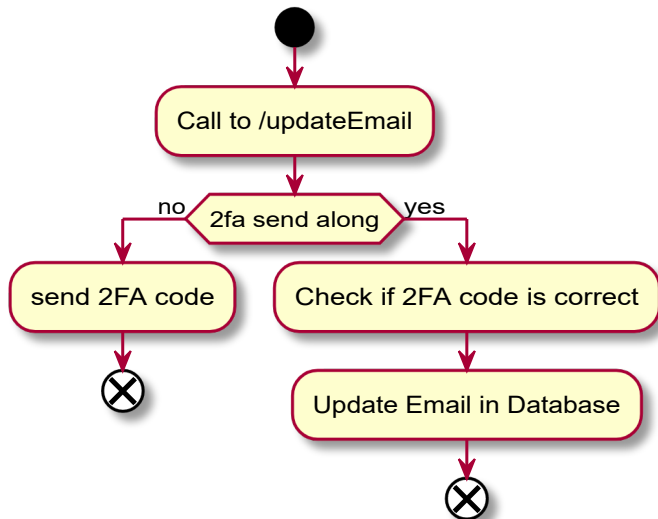 Call to /updateEmail
no
2fa send along
yes
send 2FA code
Check if 2FA code is correct
Update Email in Database